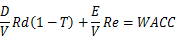 D/V Rd(1 − T) + E/V Re = WACC